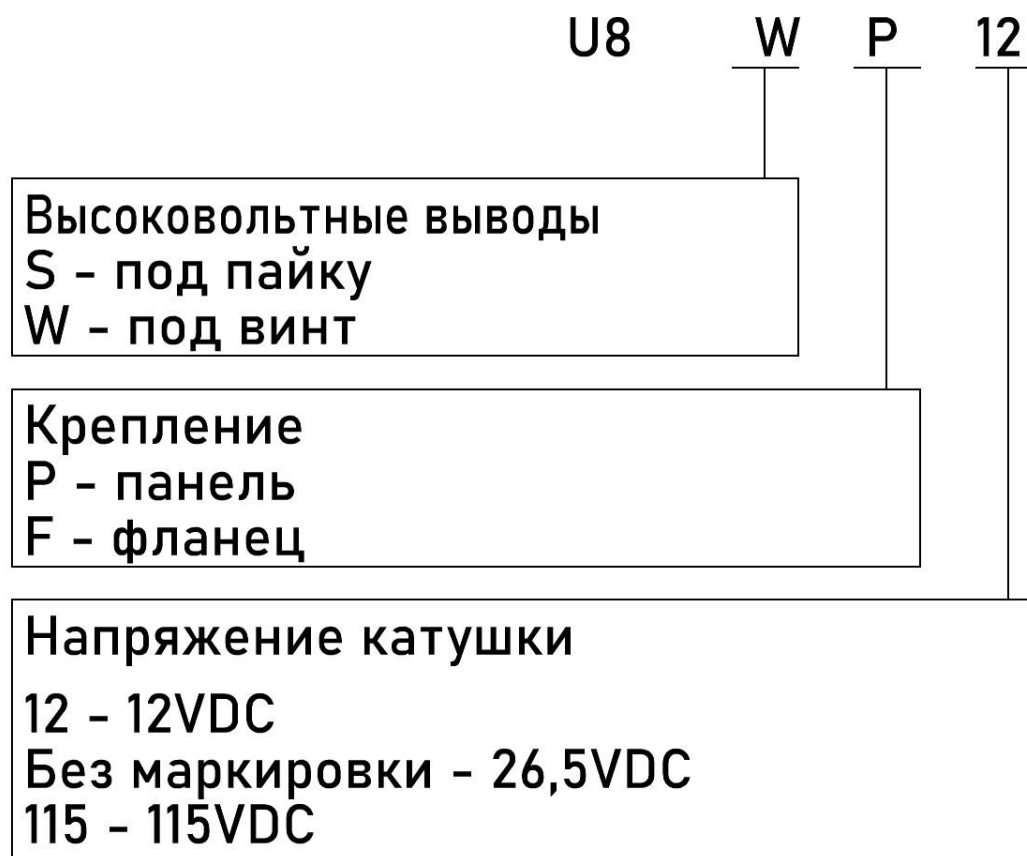 U8 W P 12
Высоковольтные выводы
S - под пайку
W - под винт
Крепление
P - панель
F - фланец
Напряжение катушки
12 - 12VDC
Без маркировки - 26,5VDC
115 - 115VDC